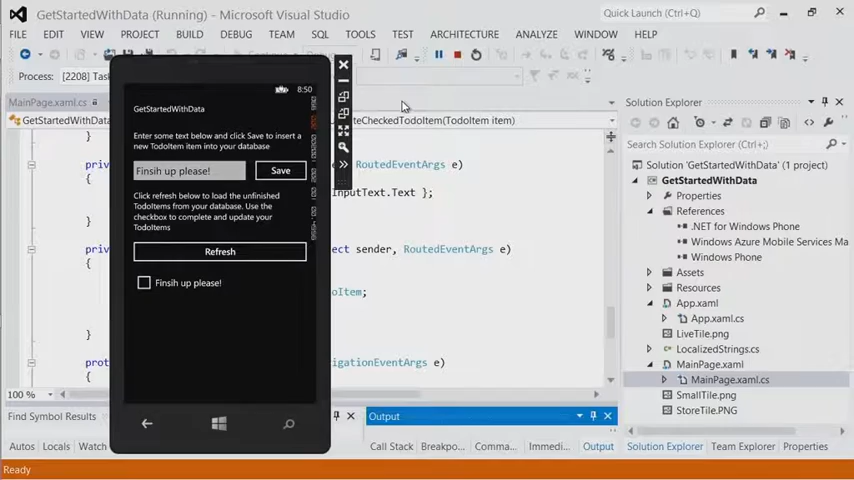 GetStartedWithData (Running) - Microsoft Visual Studio
Quick Launch (Ctrl+Q)
FILE EDIT VIEW PROJECT BUILD DEBUG TEAM SQL TOOLS TEST ARCHITECTURE ANALYZE WINDOW HELP
Process: [2208]
MainPage.xaml.cs
GetStartedWithData
eCheckedTodoItem(TodoItem item)
}
priv
RoutedEventArgs e)
{
nputText.Text };
}
priv
ect sender, RoutedEventArgs e)
{
oItem;
}
prot
igationEventArgs e)
{
100 %
Find Symbol Results
Output
Autos Locals Watch
Call Stack Breakpo... Comma... Immedi... Output
Ready
8:50
GetStartedWithData
Enter some text below and click Save to insert a
new TodoItem item into your database
Finsih up please!
Save
Click refresh below to load the unfinished
TodoItems from your database. Use the
checkbox to complete and update your
TodoItems
Refresh
Finsih up please!
Solution Explorer
Search Solution Explorer (Ctrl+;)
Solution 'GetStartedWithData' (1 project)
GetStartedWithData
Properties
References
.NET for Windows Phone
Windows Azure Mobile Services Ma
Windows Phone
Assets
Resources
App.xaml
App.xaml.cs
LiveTile.png
LocalizedStrings.cs
MainPage.xaml
MainPage.xaml.cs
SmallTile.png
StoreTile.PNG
Solution Explorer Team Explorer Properties